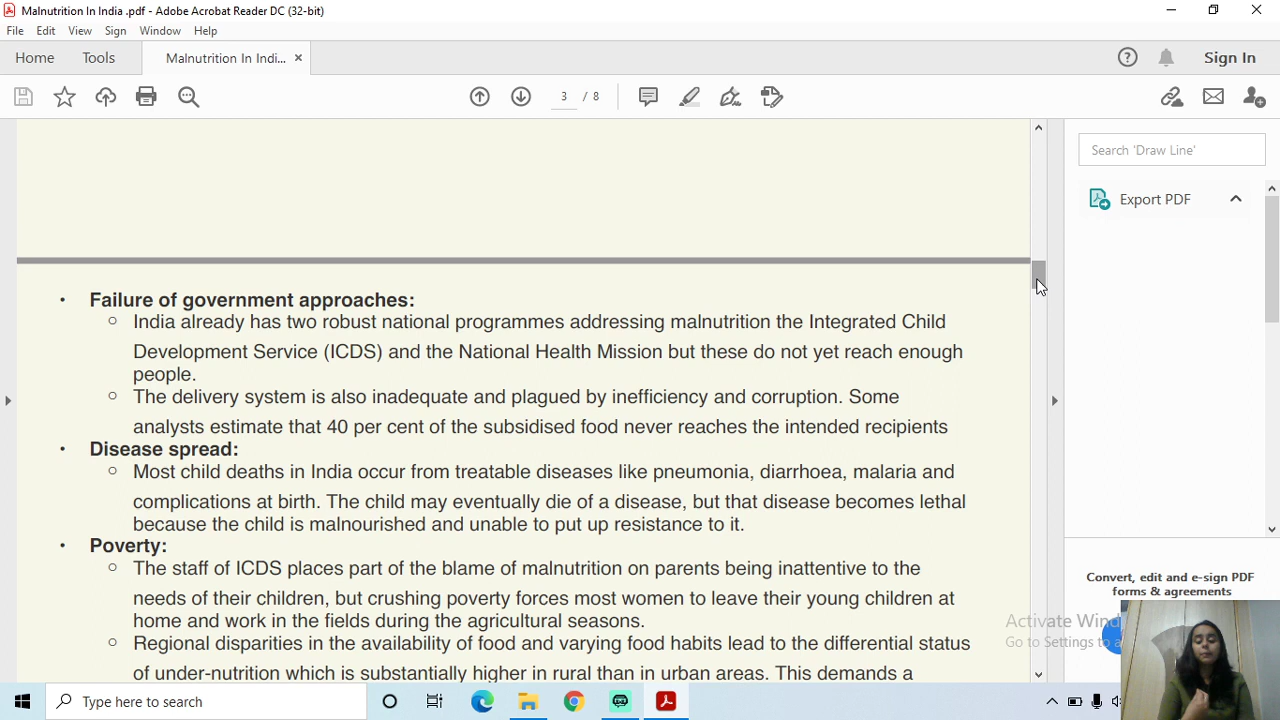 Malnutrition In India .pdf - Adobe Acrobat Reader DC (32-bit)
File Edit View Sign Window Help
Home Tools Malnutrition In Indi... × Sign In
3 / 8
Search 'Draw Line'
Export PDF
• Failure of government approaches:
○ India already has two robust national programmes addressing malnutrition the Integrated Child
Development Service (ICDS) and the National Health Mission but these do not yet reach enough
people.
○ The delivery system is also inadequate and plagued by inefficiency and corruption. Some
analysts estimate that 40 per cent of the subsidised food never reaches the intended recipients
• Disease spread:
○ Most child deaths in India occur from treatable diseases like pneumonia, diarrhoea, malaria and
complications at birth. The child may eventually die of a disease, but that disease becomes lethal
because the child is malnourished and unable to put up resistance to it.
• Poverty:
○ The staff of ICDS places part of the blame of malnutrition on parents being inattentive to the
needs of their children, but crushing poverty forces most women to leave their young children at
home and work in the fields during the agricultural seasons.
○ Regional disparities in the availability of food and varying food habits lead to the differential status
of under-nutrition which is substantially higher in rural than in urban areas. This demands a
Convert, edit and e-sign PDF
forms & agreements
Activate Wind
Go to Settings to a
Type here to search